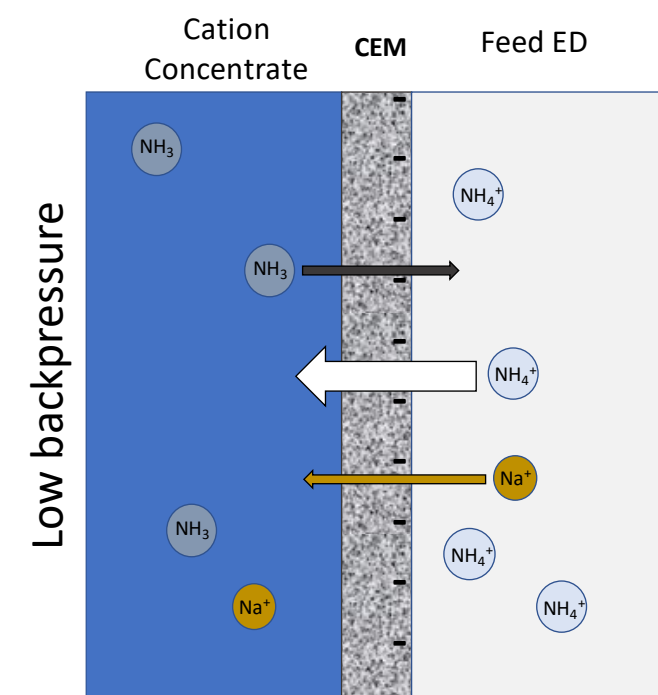 Cation
Concentrate
CEM
Feed ED
Low backpressure
NH₃
NH₄⁺
NH₃
NH₄⁺
Na⁺
NH₃
NH₄⁺
Na⁺
NH₄⁺